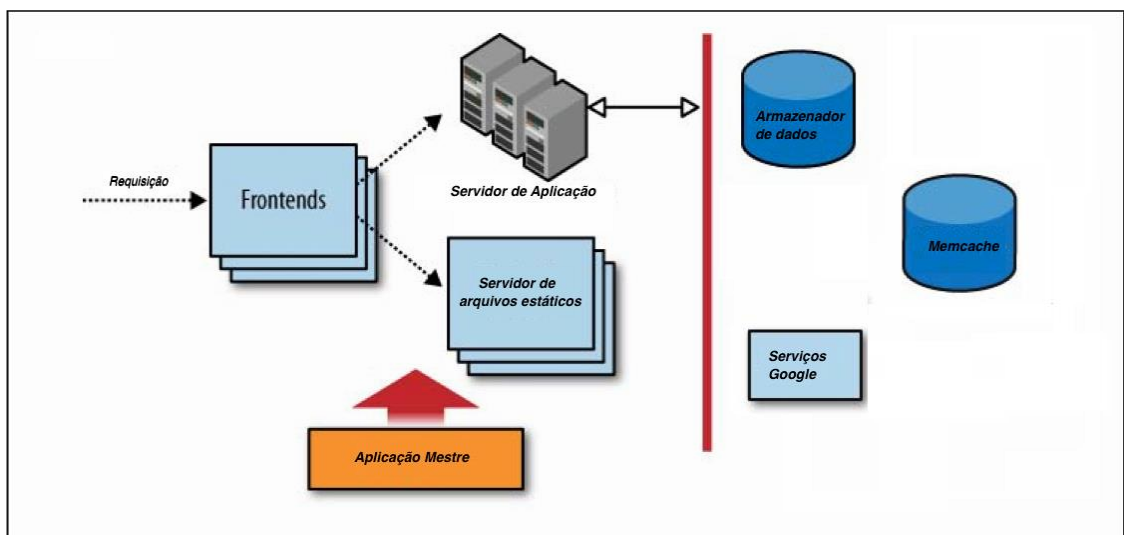 Requisição
Frontends
Servidor de Aplicação
Servidor de
arquivos estáticos
Aplicação Mestre
Armazenador
de dados
Memcache
Serviços
Google